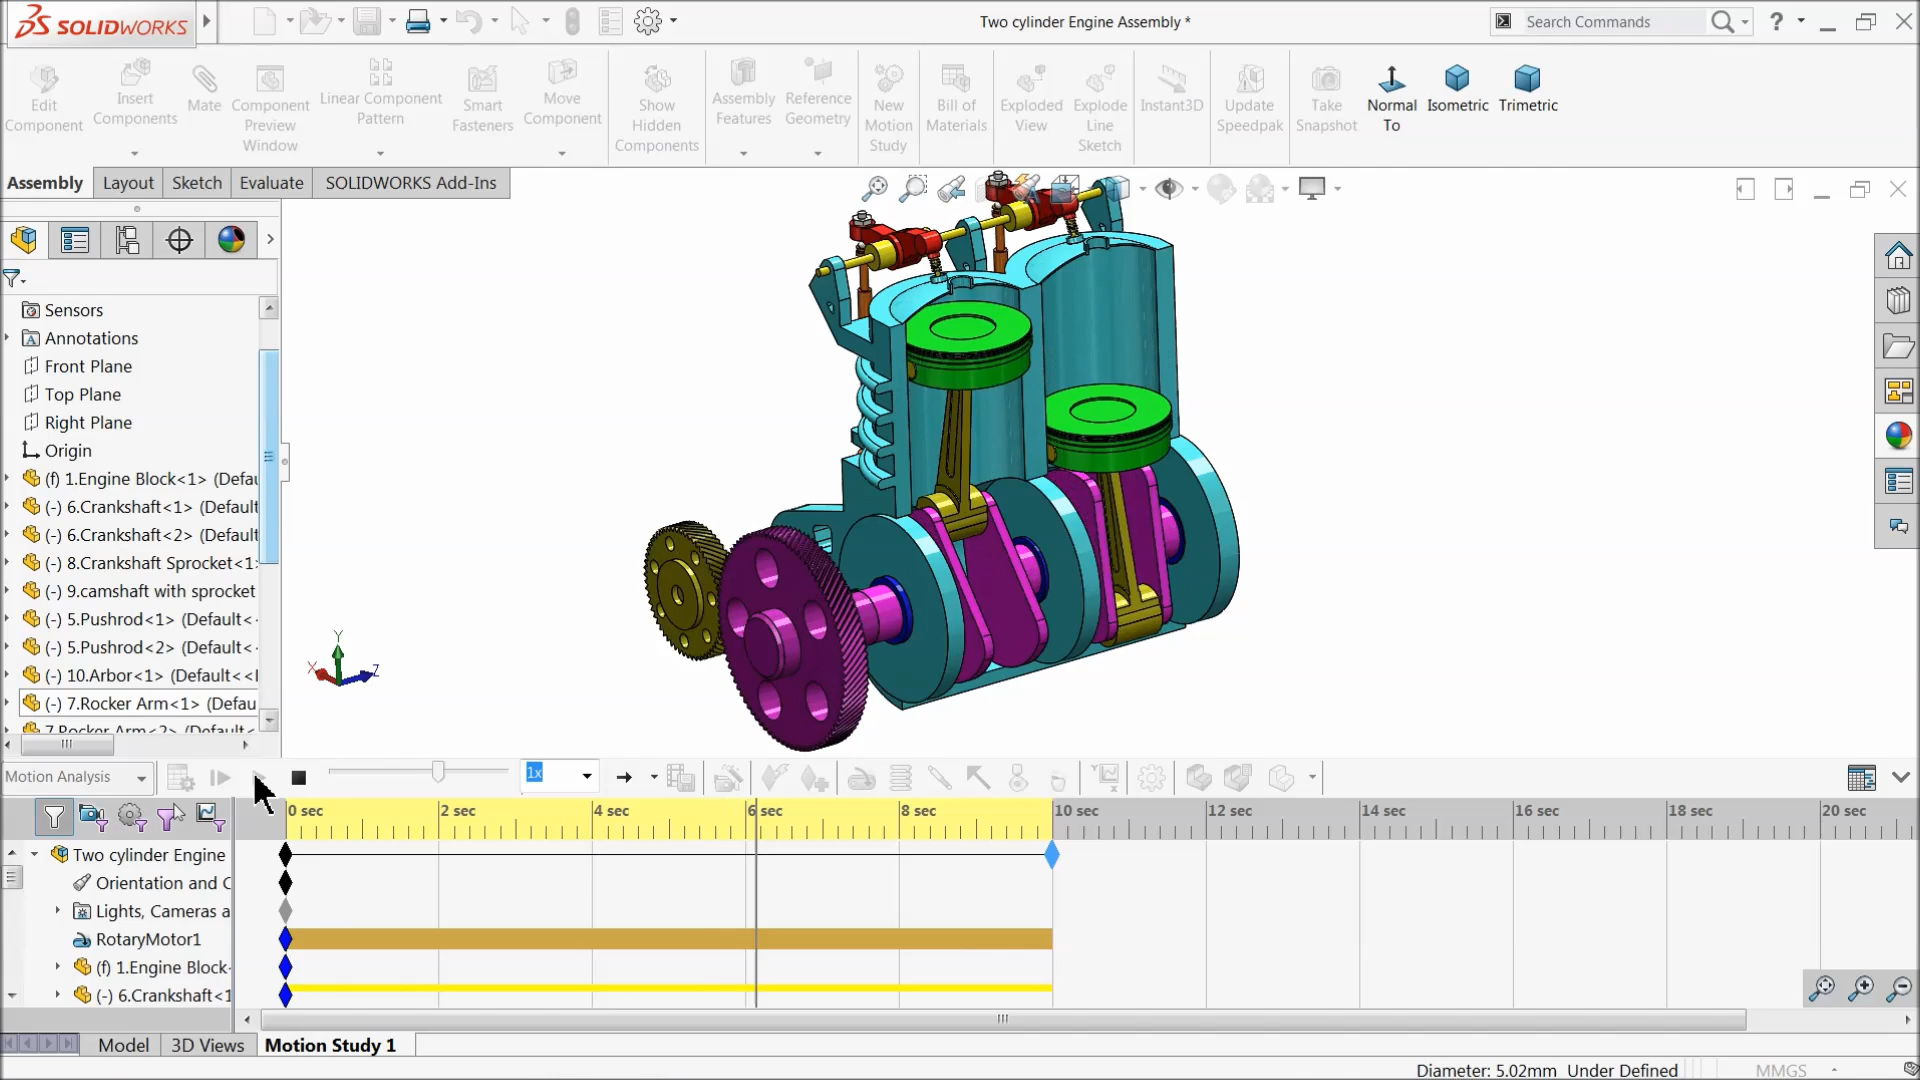 SOLIDWORKS
Two cylinder Engine Assembly *
Search Commands
?
Edit
Component
Insert
Components
Mate
Component
Preview
Window
Linear Component
Pattern
Smart
Fasteners
Move
Component
Show
Hidden
Components
Assembly
Features
Reference
Geometry
New
Motion
Study
Bill of
Materials
Exploded
View
Explode
Line
Sketch
Instant3D
Update
Speedpak
Take
Snapshot
Normal
To
Isometric
Trimetric
Assembly
Layout
Sketch
Evaluate
SOLIDWORKS Add-Ins
Sensors
Annotations
Front Plane
Top Plane
Right Plane
Origin
(f) 1.Engine Block<1> (Defau
(-) 6.Crankshaft<1> (Default
(-) 6.Crankshaft<2> (Default
(-) 8.Crankshaft Sprocket<1>
(-) 9.camshaft with sprocket
(-) 5.Pushrod<1> (Default<
(-) 5.Pushrod<2> (Default<
(-) 10.Arbor<1> (Default<<
(-) 7.Rocker Arm<1> (Defau
7.Rocker Arm<2> (Default<
Y
X
Z
Motion Analysis
1x
0 sec
2 sec
4 sec
6 sec
8 sec
10 sec
12 sec
14 sec
16 sec
18 sec
20 sec
Two cylinder Engine
Orientation and C
Lights, Cameras a
RotaryMotor1
(f) 1.Engine Block
(-) 6.Crankshaft<1
Model
3D Views
Motion Study 1
Diameter: 5.02mm
Under Defined
MMGS